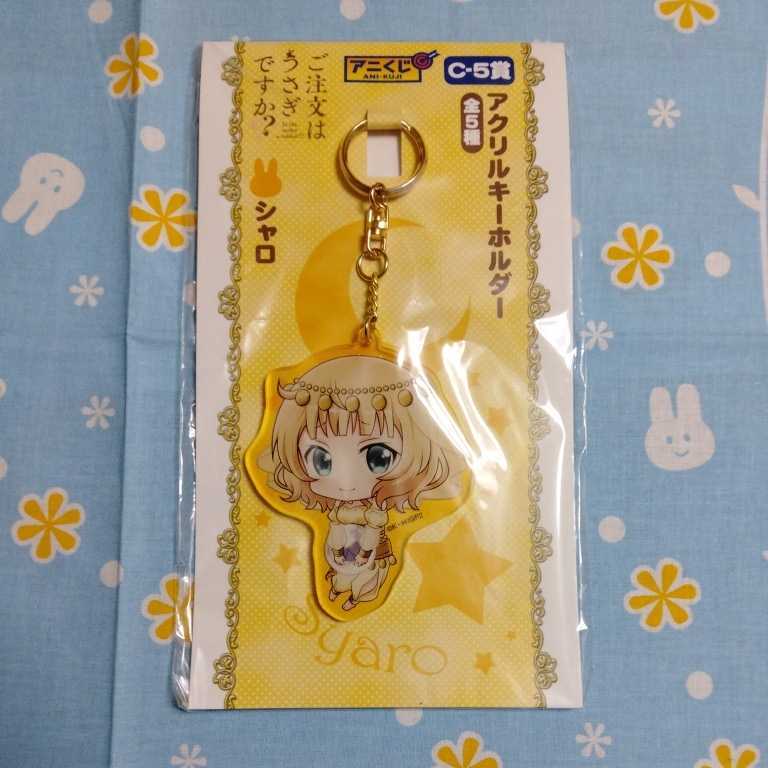 アニくじ
ANI-KUJI
C-5賞
アクリルキーホルダー
全5種
ご注文は
うさぎ
ですか？
シャロ
Syaro